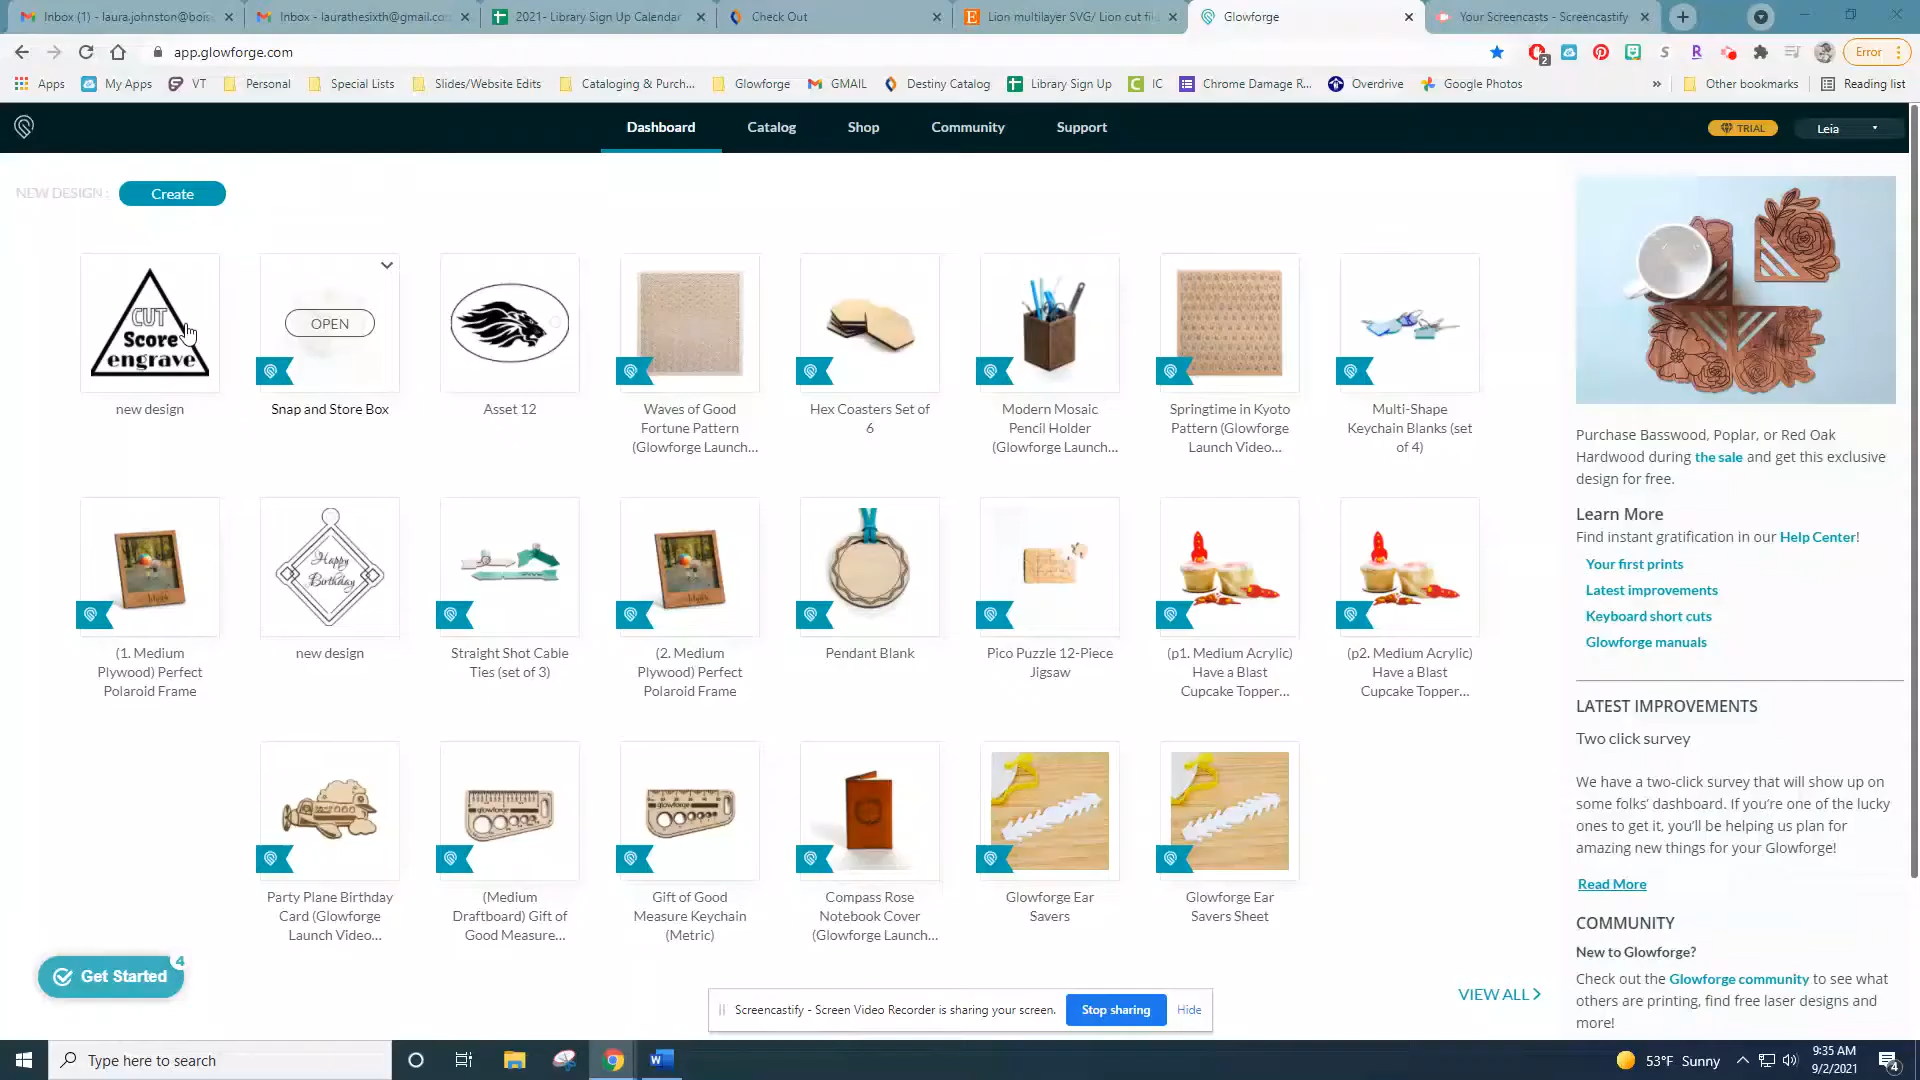 Inbox (1) - laura.johnston@bois
Inbox - laurathesixth@gmail.co
2021- Library Sign Up Calendar
Check Out
Lion multilayer SVG/ Lion cut fil
Glowforge
Your Screencasts - Screencastify
app.glowforge.com
2
Error
Apps
My Apps
VT
Personal
Special Lists
Slides/Website Edits
Cataloging & Purch...
Glowforge
GMAIL
Destiny Catalog
Library Sign Up
IC
Chrome Damage R...
Overdrive
Google Photos
»
Other bookmarks
Reading list
Dashboard
Catalog
Shop
Community
Support
TRIAL
Leia
NEW DESIGN :
Create
CUT
Score
engrave
new design
OPEN
Snap and Store Box
Asset 12
Waves of Good
Fortune Pattern
(Glowforge Launch...
Hex Coasters Set of
6
Modern Mosaic
Pencil Holder
(Glowforge Launch...
Springtime in Kyoto
Pattern (Glowforge
Launch Video...
Multi-Shape
Keychain Blanks (set
of 4)
(1. Medium
Plywood) Perfect
Polaroid Frame
Happy
Birthday
new design
Straight Shot Cable
Ties (set of 3)
(2. Medium
Plywood) Perfect
Polaroid Frame
Pendant Blank
Pico Puzzle 12-Piece
Jigsaw
(p1. Medium Acrylic)
Have a Blast
Cupcake Topper...
(p2. Medium Acrylic)
Have a Blast
Cupcake Topper...
Party Plane Birthday
Card (Glowforge
Launch Video...
glowforge
(Medium
Draftboard) Gift of
Good Measure...
glowforge
Gift of Good
Measure Keychain
(Metric)
Compass Rose
Notebook Cover
(Glowforge Launch...
Glowforge Ear
Savers
Glowforge Ear
Savers Sheet
VIEW ALL
Get Started
4
Purchase Basswood, Poplar, or Red Oak
Hardwood during the sale and get this exclusive
design for free.
Learn More
Find instant gratification in our Help Center!
Your first prints
Latest improvements
Keyboard short cuts
Glowforge manuals
LATEST IMPROVEMENTS
Two click survey
We have a two-click survey that will show up on
some folks' dashboard. If you're one of the lucky
ones to get it, you'll be helping us plan for
amazing new things for your Glowforge!
Read More
COMMUNITY
New to Glowforge?
Check out the Glowforge community to see what
others are printing, find free laser designs and
more!
Screencastify - Screen Video Recorder is sharing your screen.
Stop sharing
Hide
Type here to search
53°F Sunny
9:35 AM
9/2/2021
4